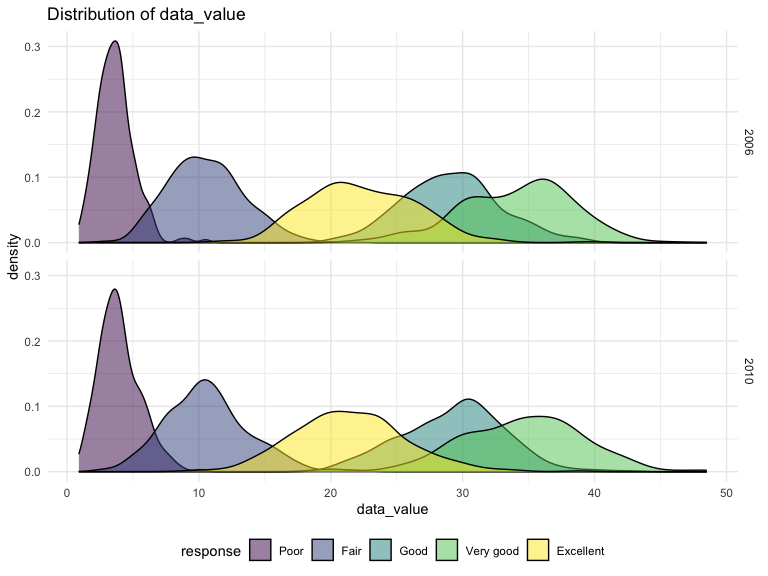 Distribution of data_value
0.3
0.2
0.1
0.0
2006
density
0.3
0.2
0.1
0.0
2010
0 10 20 30 40 50
data_value
response Poor Fair Good Very good Excellent